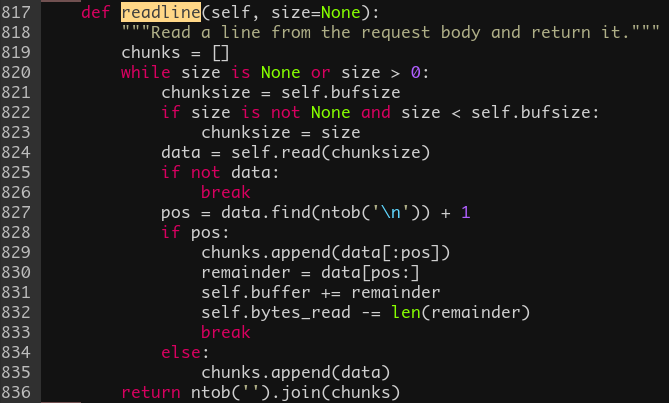 817     def readline(self, size=None):
818         """Read a line from the request body and return it."""
819         chunks = []
820         while size is None or size > 0:
821             chunksize = self.bufsize
822             if size is not None and size < self.bufsize:
823                 chunksize = size
824             data = self.read(chunksize)
825             if not data:
826                 break
827             pos = data.find(ntob('\n')) + 1
828             if pos:
829                 chunks.append(data[:pos])
830                 remainder = data[pos:]
831                 self.buffer += remainder
832                 self.bytes_read -= len(remainder)
833                 break
834             else:
835                 chunks.append(data)
836         return ntob('').join(chunks)